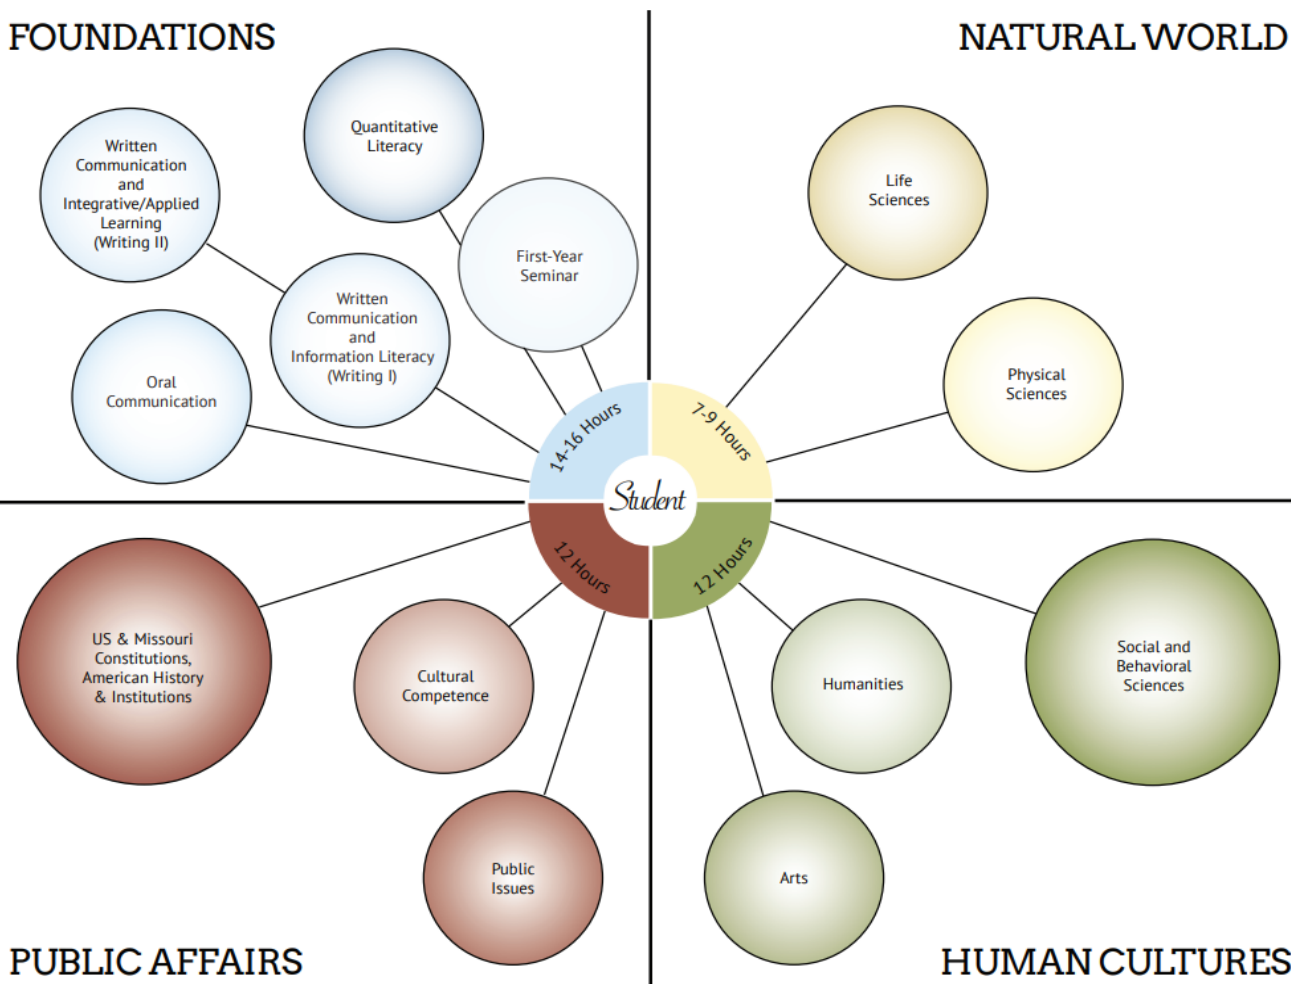 FOUNDATIONS
NATURAL WORLD
Quantitative
Literacy
Written
Communication
and
Integrative/Applied
Learning
(Writing II)
First-Year
Seminar
Written
Communication
and
Information Literacy
(Writing I)
Oral
Communication
Life
Sciences
Physical
Sciences
14-16 Hours
7-9 Hours
Student
12 Hours
12 Hours
US & Missouri
Constitutions,
American History
& Institutions
Cultural
Competence
Public
Issues
Humanities
Social and
Behavioral
Sciences
Arts
PUBLIC AFFAIRS
HUMAN CULTURES